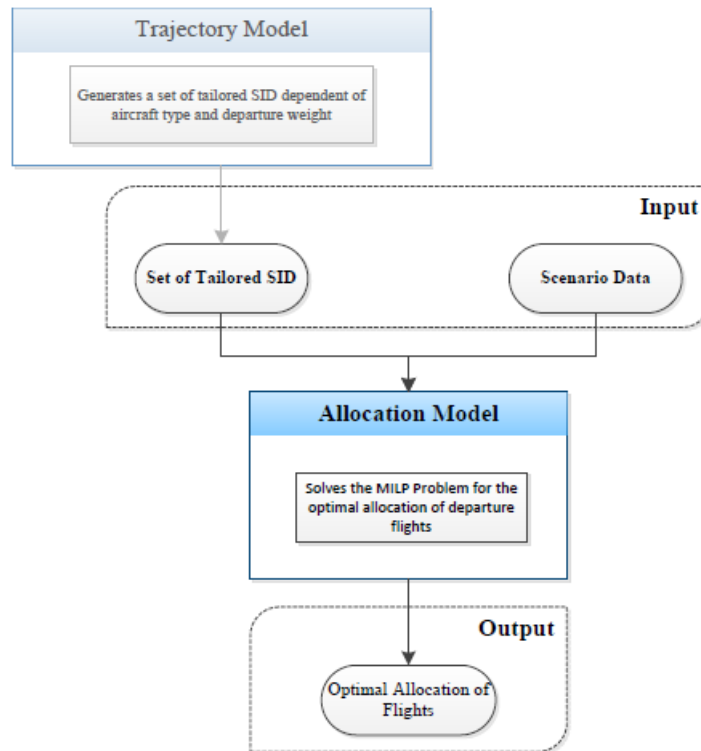 Trajectory Model
Generates a set of tailored SID dependent of
aircraft type and departure weight
Input
Set of Tailored SID
Scenario Data
Allocation Model
Solves the MILP Problem for the
optimal allocation of departure
flights
Output
Optimal Allocation of
Flights